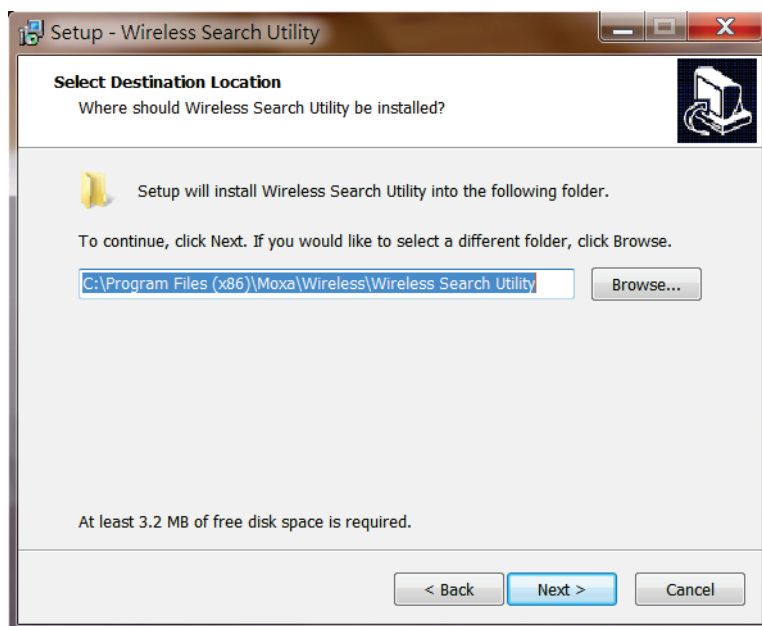 Setup - Wireless Search Utility
Select Destination Location
Where should Wireless Search Utility be installed?
Setup will install Wireless Search Utility into the following folder.
To continue, click Next. If you would like to select a different folder, click Browse.
C:\Program Files (x86)\Moxa\Wireless\Wireless Search Utility
Browse...
At least 3.2 MB of free disk space is required.
< Back
Next >
Cancel